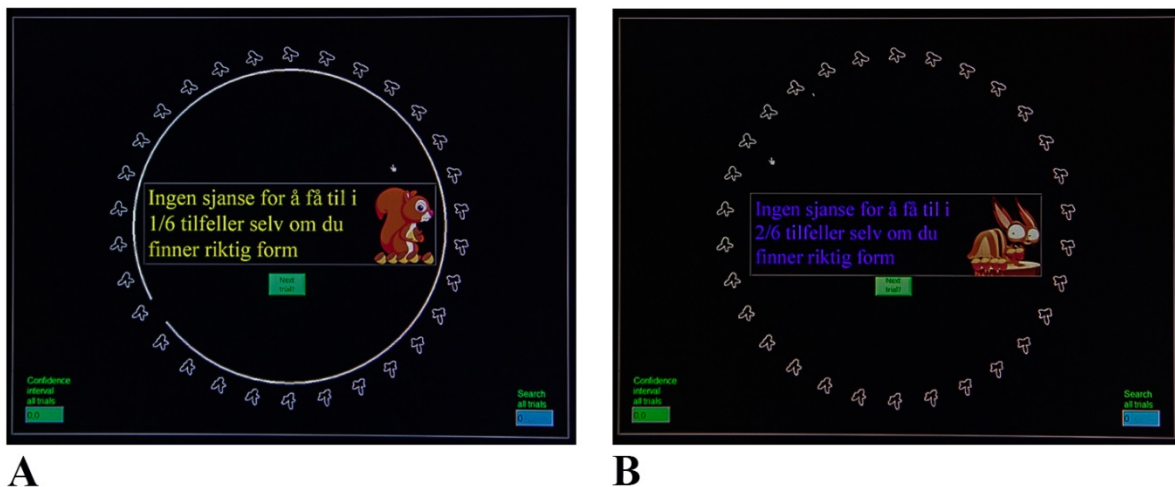 Ingen sjanse for å få til i
1/6 tilfeller selv om du
finner riktig form
Next
trial?
Confidence
interval
all trials
0,0
Search
all trials
0
A
Ingen sjanse for å få til i
2/6 tilfeller selv om du
finner riktig form
Next
trial?
Confidence
interval
all trials
0,0
Search
all trials
0
B